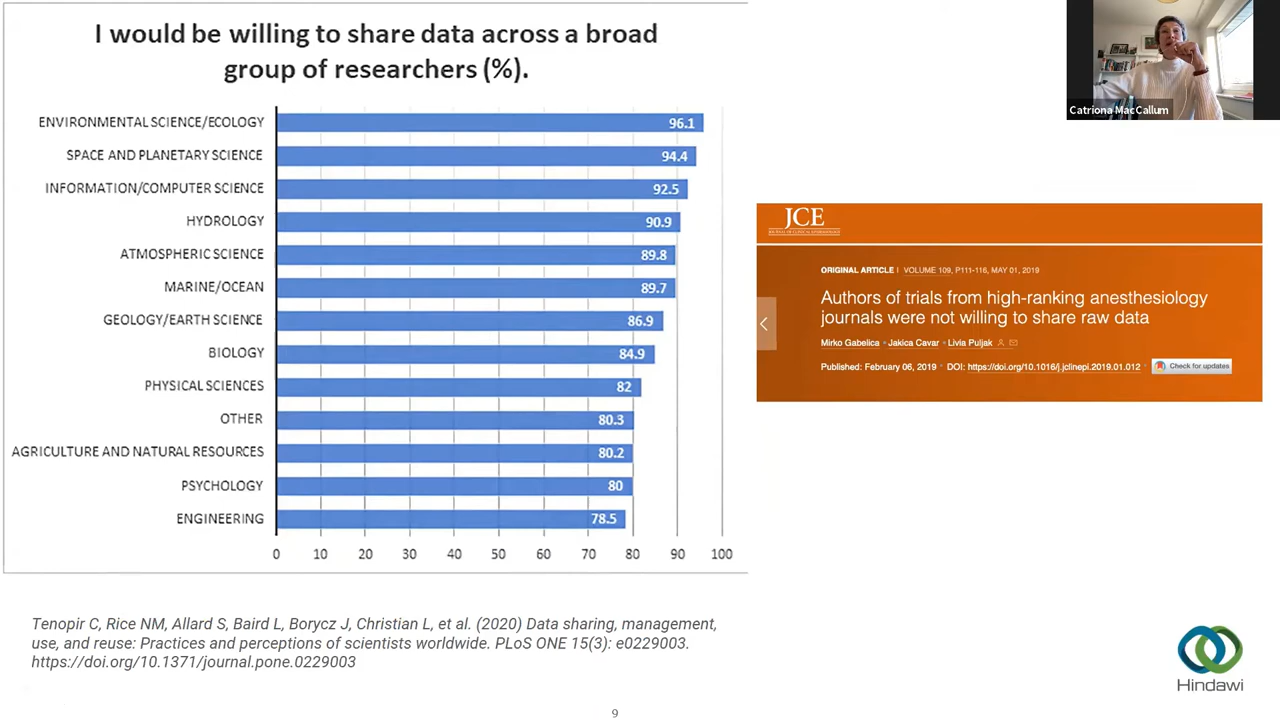 I would be willing to share data across a broad
group of researchers (%).
ENVIRONMENTAL SCIENCE/ECOLOGY 96.1
SPACE AND PLANETARY SCIENCE 94.4
INFORMATION/COMPUTER SCIENCE 92.5
HYDROLOGY 90.9
ATMOSPHERIC SCIENCE 89.8
MARINE/OCEAN 89.7
GEOLOGY/EARTH SCIENCE 86.9
BIOLOGY 84.9
PHYSICAL SCIENCES 82
OTHER 80.3
AGRICULTURE AND NATURAL RESOURCES 80.2
PSYCHOLOGY 80
ENGINEERING 78.5
0 10 20 30 40 50 60 70 80 90 100
Tenopir C, Rice NM, Allard S, Baird L, Borycz J, Christian L, et al. (2020) Data sharing, management,
use, and reuse: Practices and perceptions of scientists worldwide. PLoS ONE 15(3): e0229003.
https://doi.org/10.1371/journal.pone.0229003
Catriona MacCallum
JCE
JOURNAL OF CLINICAL EPIDEMIOLOGY
ORIGINAL ARTICLE | VOLUME 109, P111-116, MAY 01, 2019
Authors of trials from high-ranking anesthesiology
journals were not willing to share raw data
Mirko Gabelica • Jakica Cavar • Livia Puljak
Published: February 06, 2019 • DOI: https://doi.org/10.1016/j.jclinepi.2019.01.012 • Check for updates
Hindawi
9